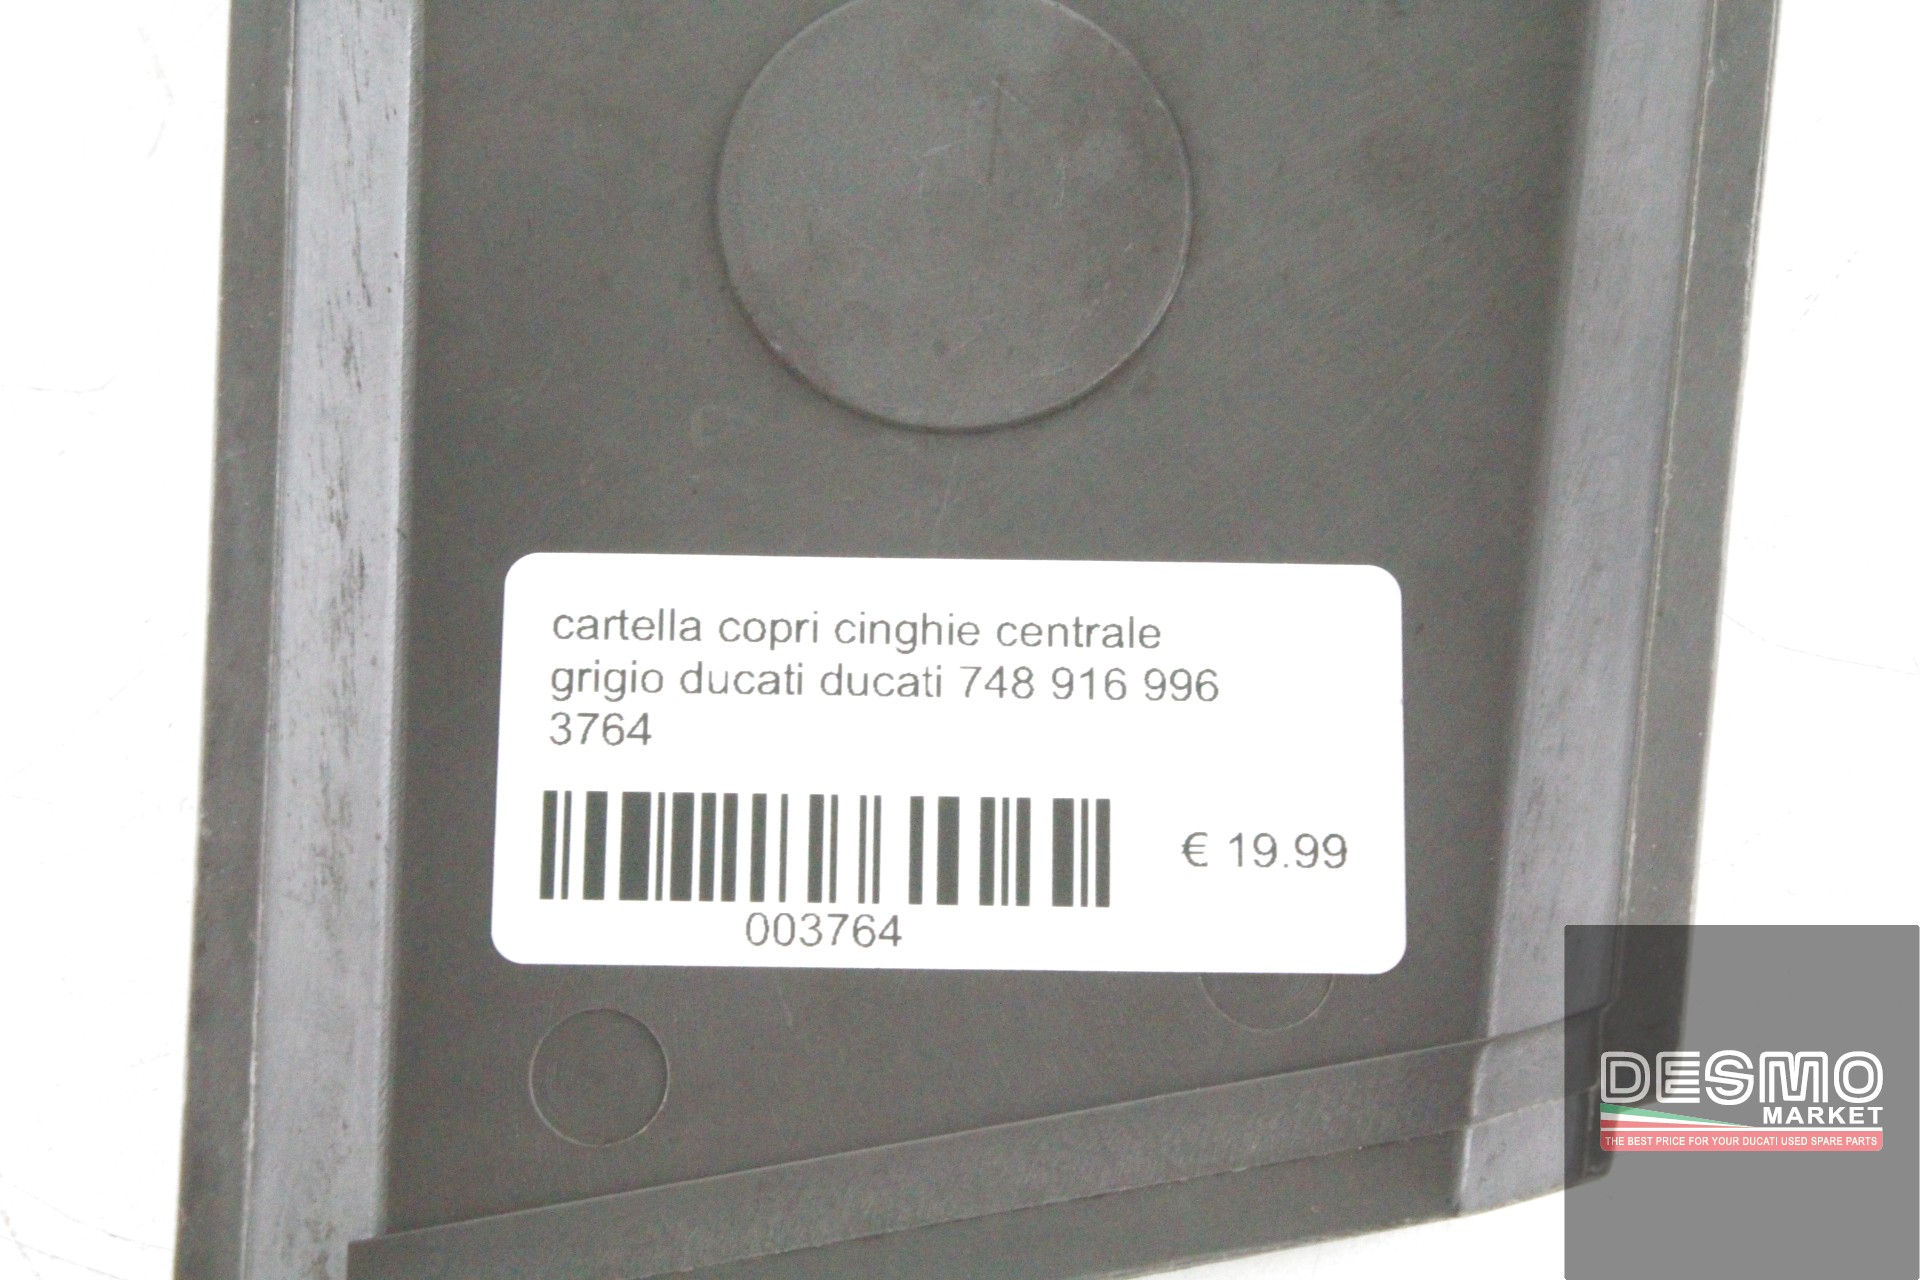 cartella copri cinghie centrale
grigio ducati ducati 748 916 996
3764
€ 19.99
003764
DESMO
MARKET
THE BEST PRICE FOR YOUR DUCATI USED SPARE PARTS